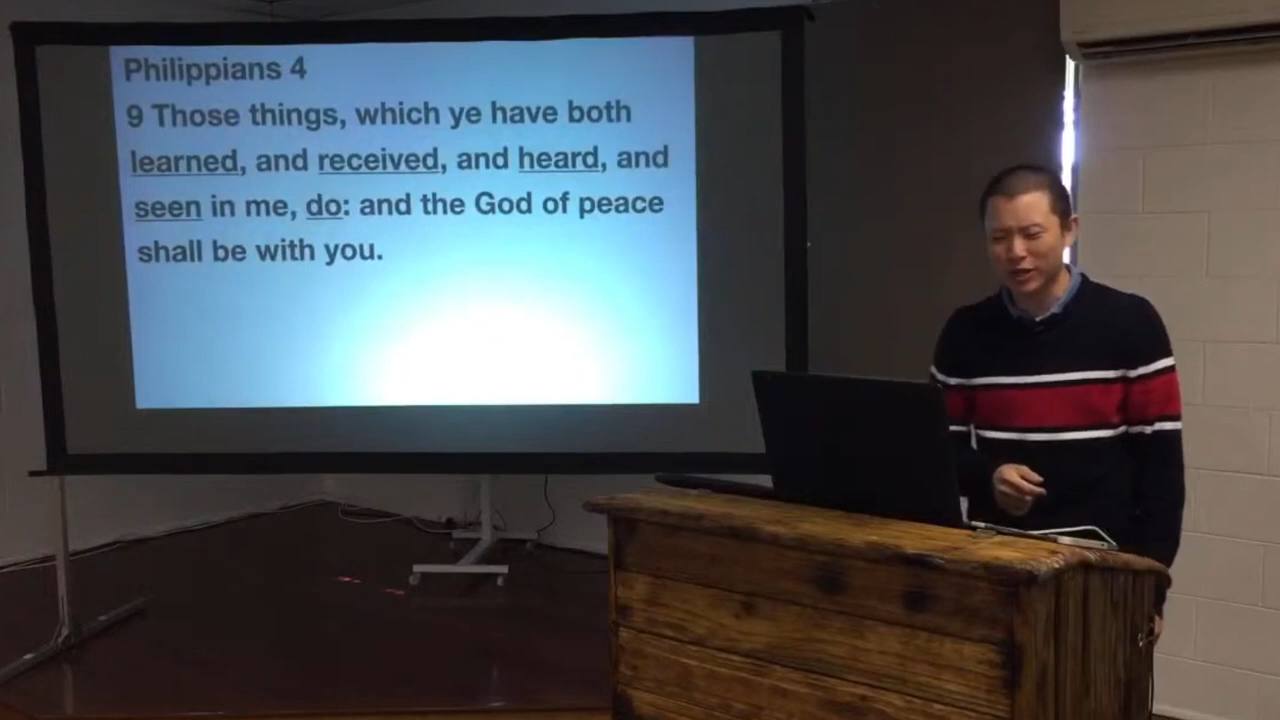 Philippians 4
9 Those things, which ye have both
learned, and received, and heard, and
seen in me, do: and the God of peace
shall be with you.